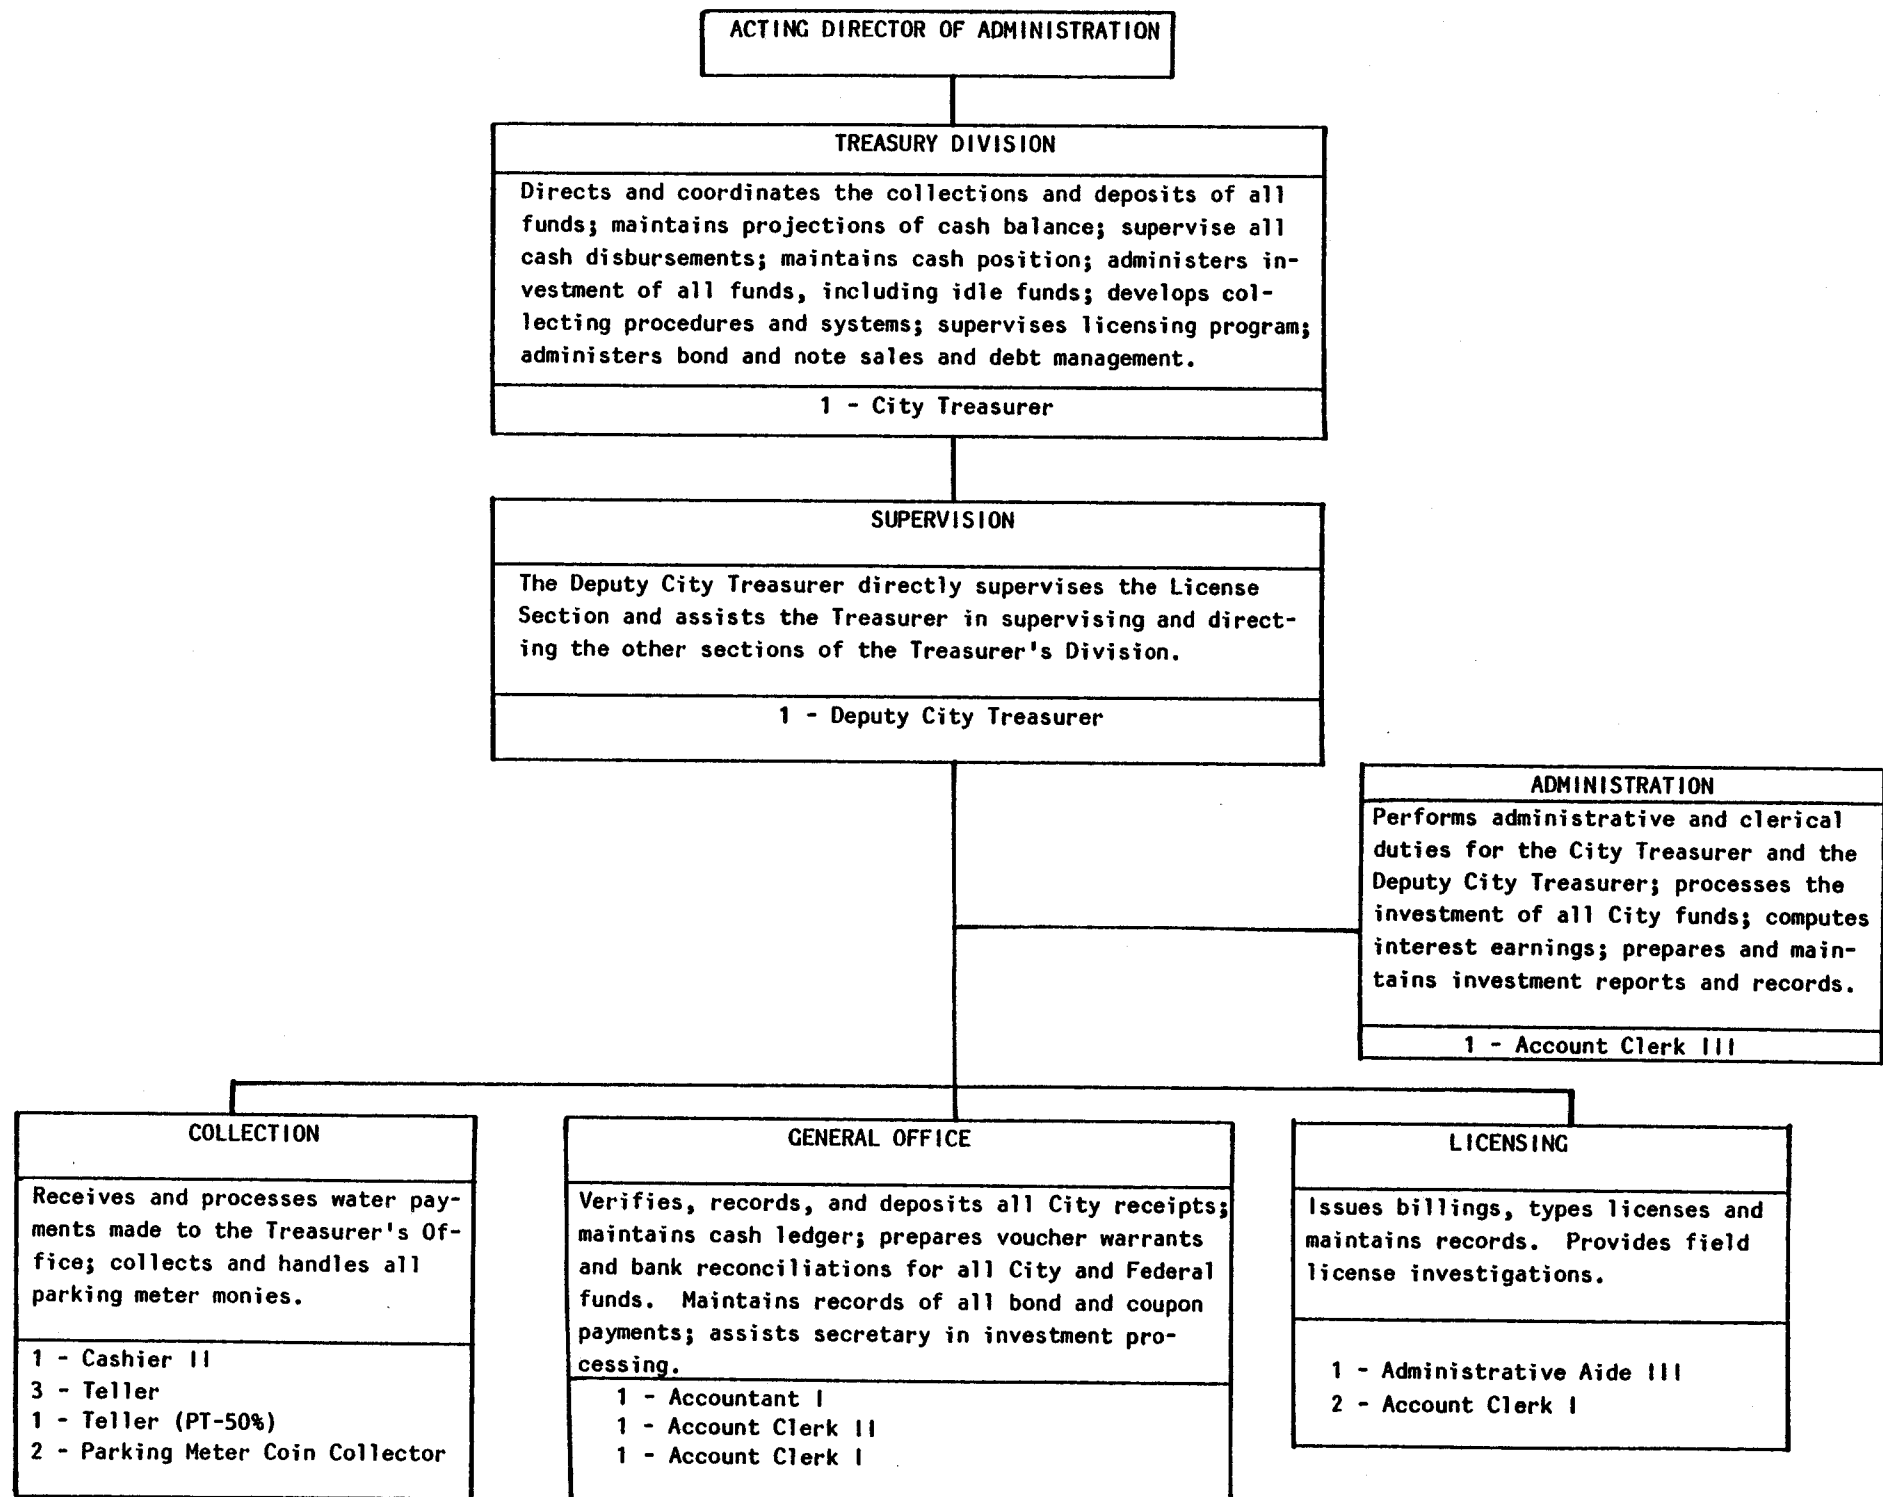 ACTING DIRECTOR OF ADMINISTRATION
TREASURY DIVISION
Directs and coordinates the collections and deposits of all
funds; maintains projections of cash balance; supervise all
cash disbursements; maintains cash position; administers in-
vestment of all funds, including idle funds; develops col-
lecting procedures and systems; supervises licensing program;
administers bond and note sales and debt management.
1 - City Treasurer
SUPERVISION
The Deputy City Treasurer directly supervises the License
Section and assists the Treasurer in supervising and direct-
ing the other sections of the Treasurer's Division.
1 - Deputy City Treasurer
ADMINISTRATION
Performs administrative and clerical
duties for the City Treasurer and the
Deputy City Treasurer; processes the
investment of all City funds; computes
interest earnings; prepares and main-
tains investment reports and records.
1 - Account Clerk III
COLLECTION
Receives and processes water pay-
ments made to the Treasurer's Of-
fice; collects and handles all
parking meter monies.
1 - Cashier II
3 - Teller
1 - Teller (PT-50%)
2 - Parking Meter Coin Collector
GENERAL OFFICE
Verifies, records, and deposits all City receipts;
maintains cash ledger; prepares voucher warrants
and bank reconciliations for all City and Federal
funds. Maintains records of all bond and coupon
payments; assists secretary in investment pro-
cessing.
1 - Accountant I
1 - Account Clerk II
1 - Account Clerk I
LICENSING
Issues billings, types licenses and
maintains records. Provides field
license investigations.
1 - Administrative Aide III
2 - Account Clerk I